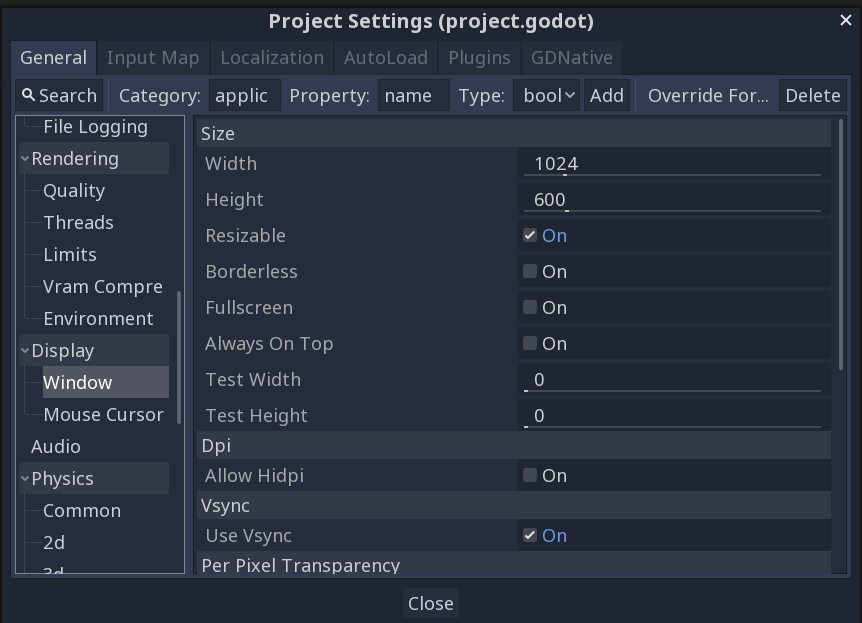 Project Settings (project.godot)
General Input Map Localization AutoLoad Plugins GDNative
Search Category: applic Property: name Type: bool Add Override For... Delete
File Logging
Rendering
Quality
Threads
Limits
Vram Compre
Environment
Display
Window
Mouse Cursor
Audio
Physics
Common
2d
3d
Size
Width 1024
Height 600
Resizable On
Borderless On
Fullscreen On
Always On Top On
Test Width 0
Test Height 0
Dpi
Allow Hidpi On
Vsync
Use Vsync On
Per Pixel Transparency
Close